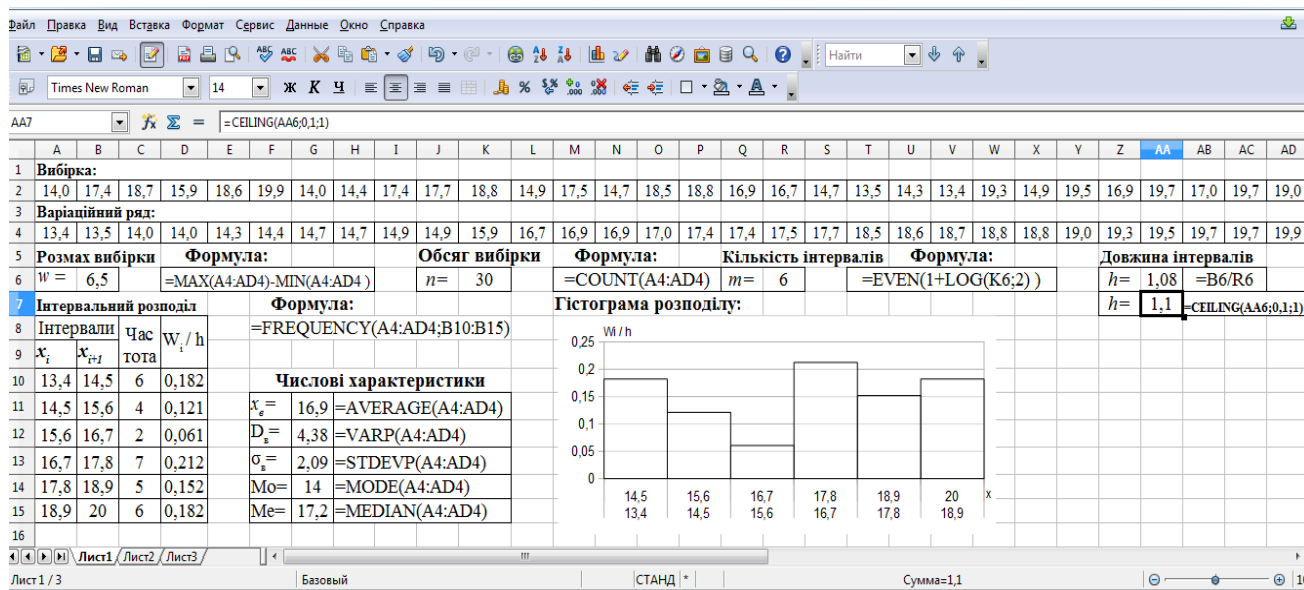 Файл Правка Вид Вставка Формат Сервис Данные Окно Справка
Найти
Times New Roman 14 Ж К Ч
AA7 =CEILING(AA6;0,1;1)
A B C D E F G H I J K L M N O P Q R S T U V W X Y Z AA AB AC AD
1 Вибірка:
2 14,0 17,4 18,7 15,9 18,6 19,9 14,0 14,4 17,4 17,7 18,8 14,9 17,5 14,7 18,5 18,8 16,9 16,7 14,7 13,5 14,3 13,4 19,3 14,9 19,5 16,9 19,7 17,0 19,7 19,0
3 Варіаційний ряд:
4 13,4 13,5 14,0 14,0 14,3 14,4 14,7 14,7 14,9 14,9 15,9 16,7 16,9 16,9 17,0 17,4 17,4 17,5 17,7 18,5 18,6 18,7 18,8 18,8 19,0 19,3 19,5 19,7 19,7 19,9
5 Розмах вибірки Формула: Обсяг вибірки Формула: Кількість інтервалів Формула: Довжина інтервалів
6 w = 6,5 =MAX(A4:AD4)-MIN(A4:AD4 ) n= 30 =COUNT(A4:AD4) m= 6 =EVEN(1+LOG(K6;2) ) h= 1,08 =B6/R6
7 Інтервальний розподіл Формула: Гістограма розподілу: h= 1,1 =CEILING(AA6;0,1;1)
8 Інтервали Час тота Wi / h =FREQUENCY(A4:AD4;B10:B15)
9 xi xi+1
10 13,4 14,5 6 0,182 Числові характеристики
11 14,5 15,6 4 0,121 xв= 16,9 =AVERAGE(A4:AD4)
12 15,6 16,7 2 0,061 Dв= 4,38 =VARP(A4:AD4)
13 16,7 17,8 7 0,212 σв= 2,09 =STDEVP(A4:AD4)
14 17,8 18,9 5 0,152 Mo= 14 =MODE(A4:AD4)
15 18,9 20 6 0,182 Me= 17,2 =MEDIAN(A4:AD4)
16
Wi / h
0,25
0,2
0,15
0,1
0,05
0
14,5 15,6 16,7 17,8 18,9 20 x
13,4 14,5 15,6 16,7 17,8 18,9
Лист1 Лист2 Лист3
Лист 1 / 3 Базовый СТАНД * Сумма=1,1